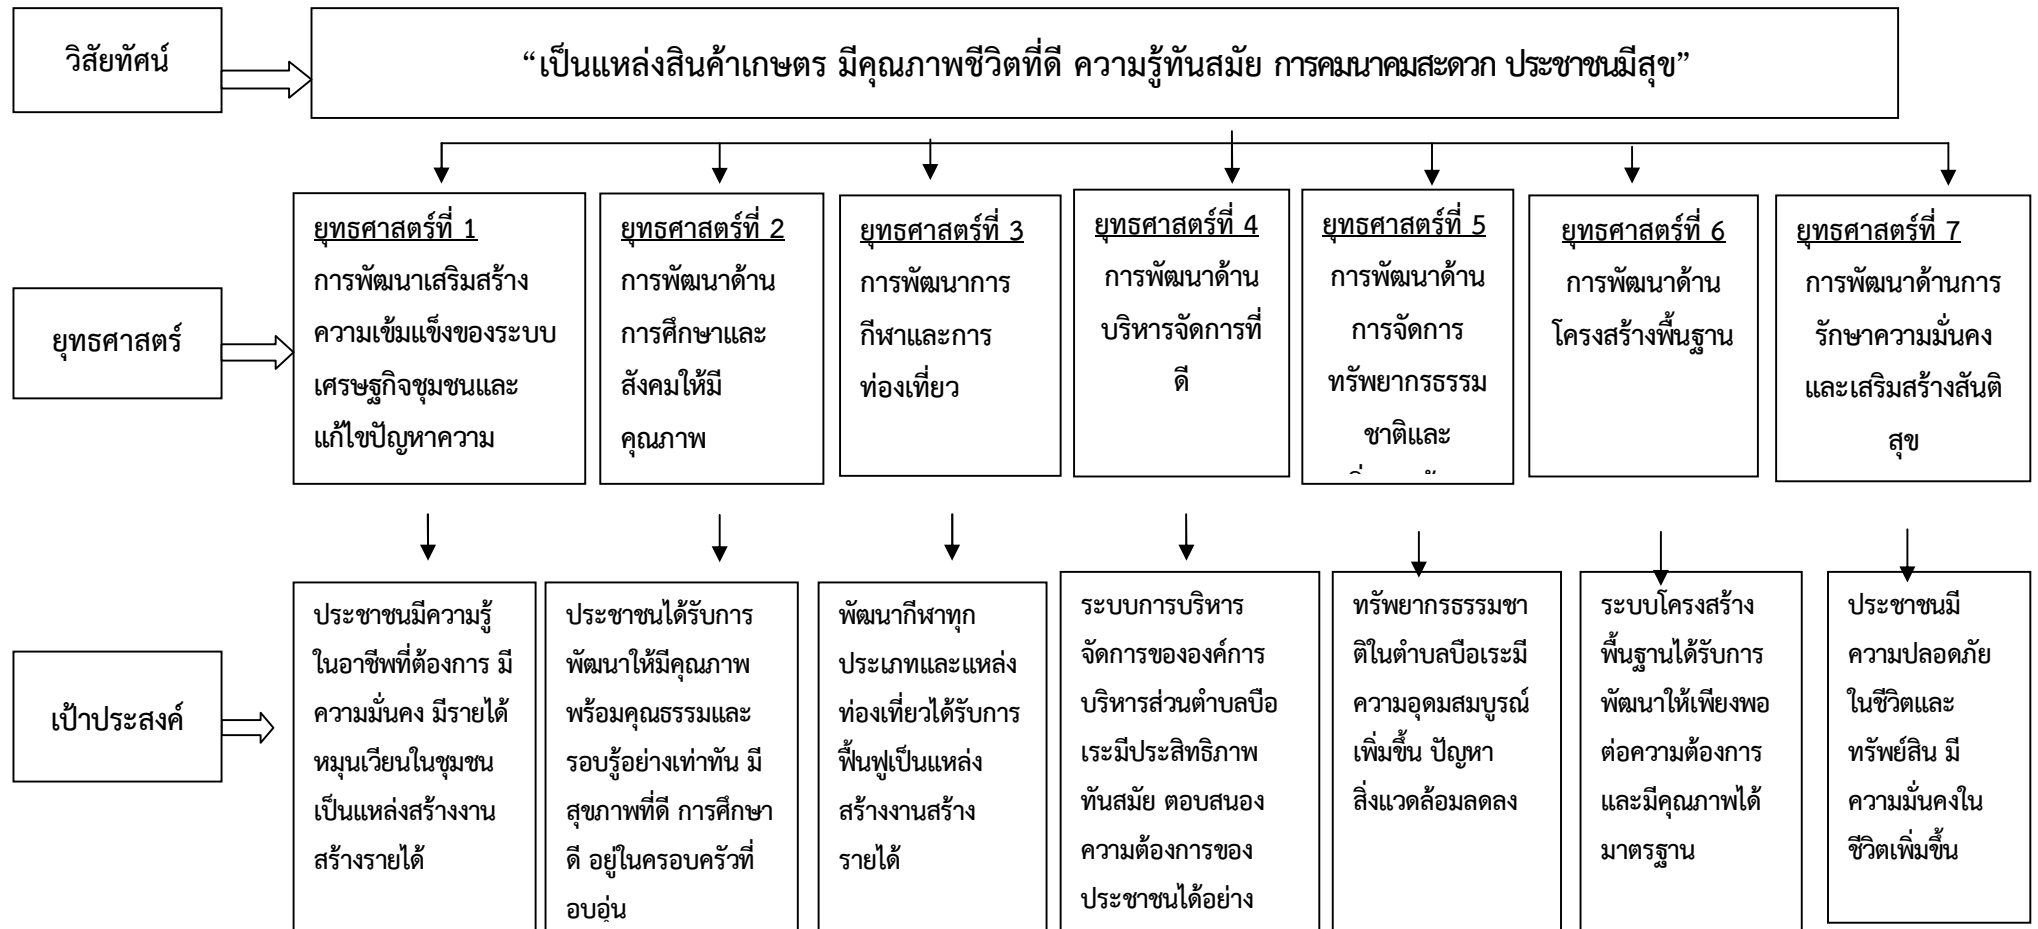 วิสัยทัศน์
“เป็นแหล่งสินค้าเกษตร มีคุณภาพชีวิตที่ดี ความรู้ทันสมัย การคมนาคมสะดวก ประชาชนมีสุข”
ยุทธศาสตร์
ยุทธศาสตร์ที่ 1
การพัฒนาเสริมสร้าง
ความเข้มแข็งของระบบ
เศรษฐกิจชุมชนและ
แก้ไขปัญหาความ
ยุทธศาสตร์ที่ 2
การพัฒนาด้าน
การศึกษาและ
สังคมให้มี
คุณภาพ
ยุทธศาสตร์ที่ 3
การพัฒนาการ
กีฬาและการ
ท่องเที่ยว
ยุทธศาสตร์ที่ 4
การพัฒนาด้าน
บริหารจัดการที่
ดี
ยุทธศาสตร์ที่ 5
การพัฒนาด้าน
การจัดการ
ทรัพยากรธรรม
ชาติและ
ยุทธศาสตร์ที่ 6
การพัฒนาด้าน
โครงสร้างพื้นฐาน
ยุทธศาสตร์ที่ 7
การพัฒนาด้านการ
รักษาความมั่นคง
และเสริมสร้างสันติ
สุข
เป้าประสงค์
ประชาชนมีความรู้
ในอาชีพที่ต้องการ มี
ความมั่นคง มีรายได้
หมุนเวียนในชุมชน
เป็นแหล่งสร้างงาน
สร้างรายได้
ประชาชนได้รับการ
พัฒนาให้มีคุณภาพ
พร้อมคุณธรรมและ
รอบรู้อย่างเท่าทัน มี
สุขภาพที่ดี การศึกษา
ดี อยู่ในครอบครัวที่
อบอุ่น
พัฒนากีฬาทุก
ประเภทและแหล่ง
ท่องเที่ยวได้รับการ
ฟื้นฟูเป็นแหล่ง
สร้างงานสร้าง
รายได้
ระบบการบริหาร
จัดการขององค์การ
บริหารส่วนตำบลบือ
เระมีประสิทธิภาพ
ทันสมัย ตอบสนอง
ความต้องการของ
ประชาชนได้อย่าง
ทรัพยากรธรรมชา
ติในตำบลบือเระมี
ความอุดมสมบูรณ์
เพิ่มขึ้น ปัญหา
สิ่งแวดล้อมลดลง
ระบบโครงสร้าง
พื้นฐานได้รับการ
พัฒนาให้เพียงพอ
ต่อความต้องการ
และมีคุณภาพได้
มาตรฐาน
ประชาชนมี
ความปลอดภัย
ในชีวิตและ
ทรัพย์สิน มี
ความมั่นคงใน
ชีวิตเพิ่มขึ้น